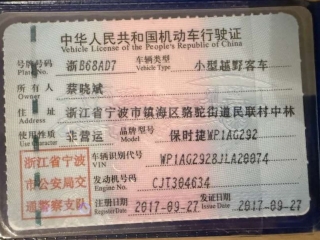 中华人民共和国机动车行驶证
Vehicle License of the People's Republic of China
号牌号码 浙B68AD7 车辆类型 小型越野客车
Plate No. Vehicle Type
所有人 蔡晓斌
Owner
住址 浙江省宁波市镇海区骆驼街道民联村中林
Address
使用性质 非营运 品牌型号 保时捷WP1AG292
Use Character Model
浙江省宁波市公安局交通警察支队
车辆识别代号 WP1AG2928JLA20074
VIN
发动机号码 CJT304634
Engine No.
注册日期 2017-09-27 发证日期 2017-09-27
Register Date Issue Date